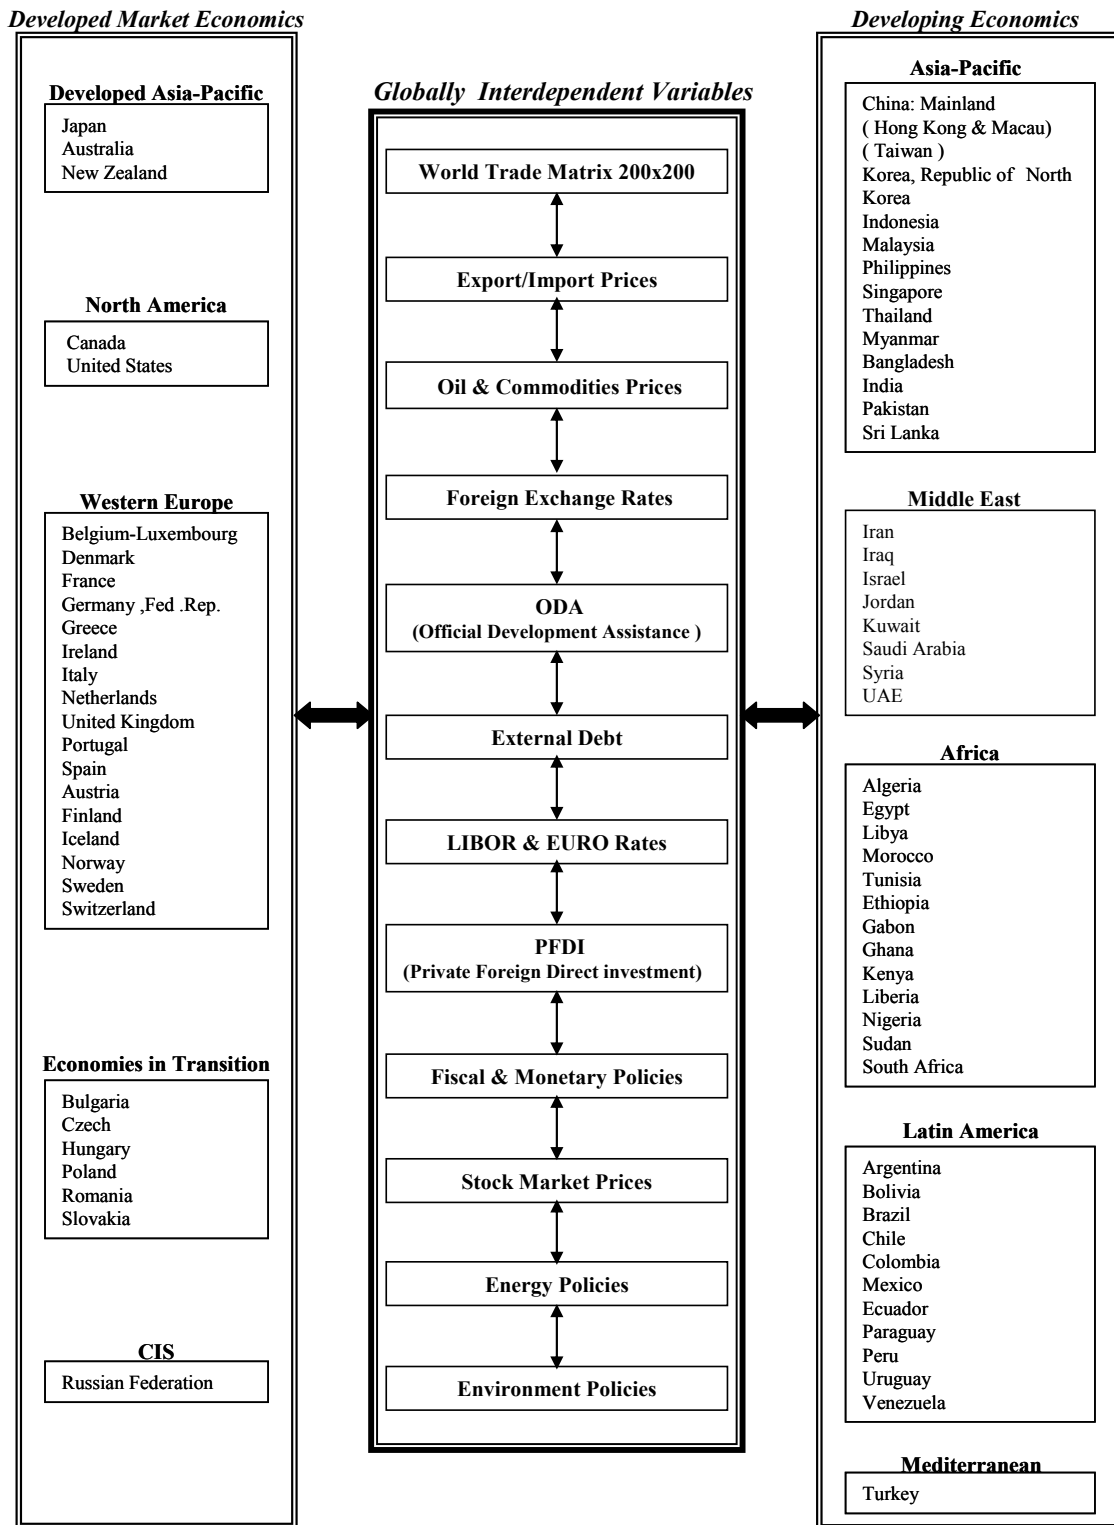 Developed Market Economics
Developed Asia-Pacific
Japan
Australia
New Zealand
North America
Canada
United States
Western Europe
Belgium-Luxembourg
Denmark
France
Germany ,Fed .Rep.
Greece
Ireland
Italy
Netherlands
United Kingdom
Portugal
Spain
Austria
Finland
Iceland
Norway
Sweden
Switzerland
Economies in Transition
Bulgaria
Czech
Hungary
Poland
Romania
Slovakia
CIS
Russian Federation
Globally Interdependent Variables
World Trade Matrix 200x200
Export/Import Prices
Oil & Commodities Prices
Foreign Exchange Rates
ODA
(Official Development Assistance )
External Debt
LIBOR & EURO Rates
PFDI
(Private Foreign Direct investment)
Fiscal & Monetary Policies
Stock Market Prices
Energy Policies
Environment Policies
Developing Economics
Asia-Pacific
China: Mainland
( Hong Kong & Macau)
( Taiwan )
Korea, Republic of North
Korea
Indonesia
Malaysia
Philippines
Singapore
Thailand
Myanmar
Bangladesh
India
Pakistan
Sri Lanka
Middle East
Iran
Iraq
Israel
Jordan
Kuwait
Saudi Arabia
Syria
UAE
Africa
Algeria
Egypt
Libya
Morocco
Tunisia
Ethiopia
Gabon
Ghana
Kenya
Liberia
Nigeria
Sudan
South Africa
Latin America
Argentina
Bolivia
Brazil
Chile
Colombia
Mexico
Ecuador
Paraguay
Peru
Uruguay
Venezuela
Mediterranean
Turkey